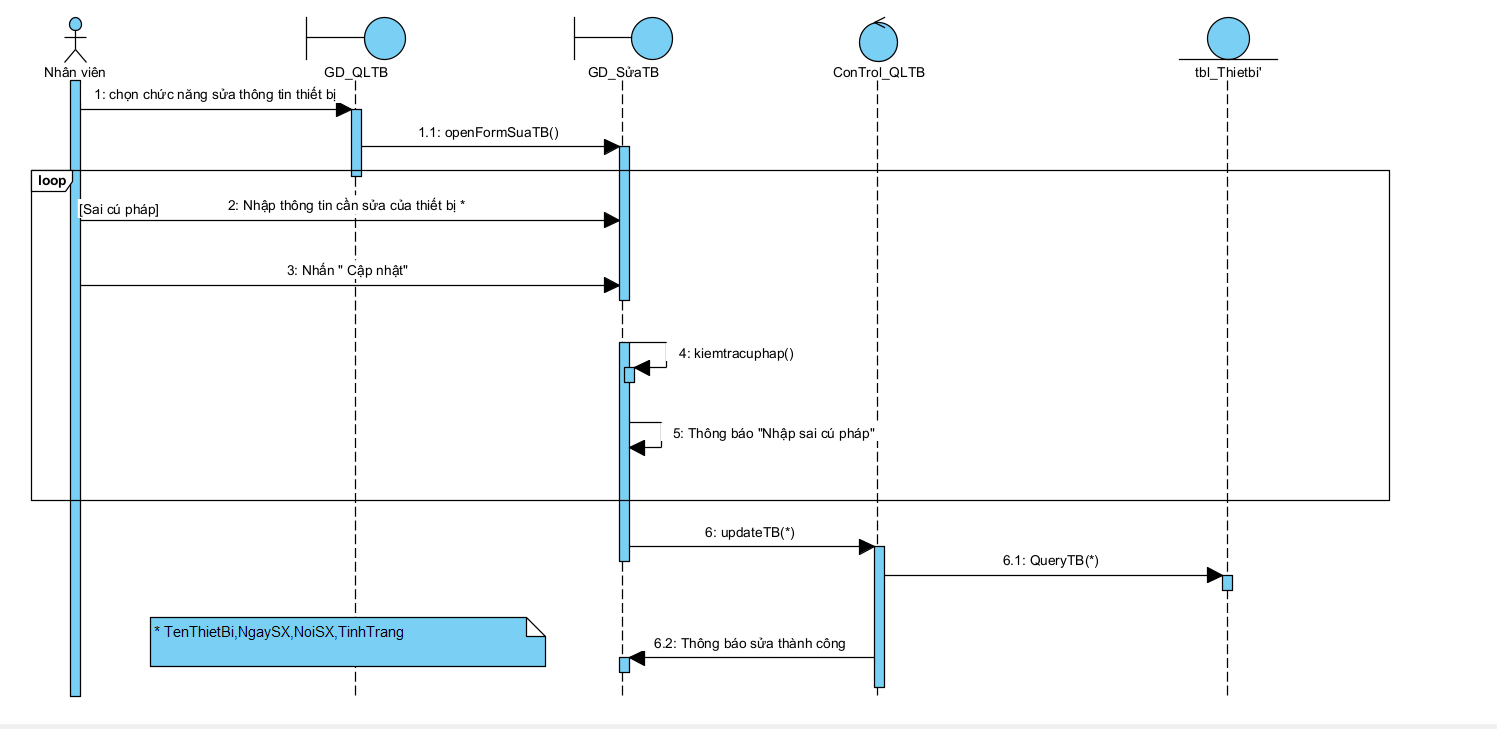 Nhân viên
GD_QLTB
GD_SửaTB
ConTrol_QLTB
tbl_Thietbi'
1: chọn chức năng sửa thông tin thiết bị
1.1: openFormSuaTB()
loop
[Sai cú pháp]
2: Nhập thông tin cần sửa của thiết bị *
3: Nhấn " Cập nhật"
4: kiemtracuphap()
5: Thông báo "Nhập sai cú pháp"
6: updateTB(*)
6.1: QueryTB(*)
* TenThietBi,NgaySX,NoiSX,TinhTrang
6.2: Thông báo sửa thành công